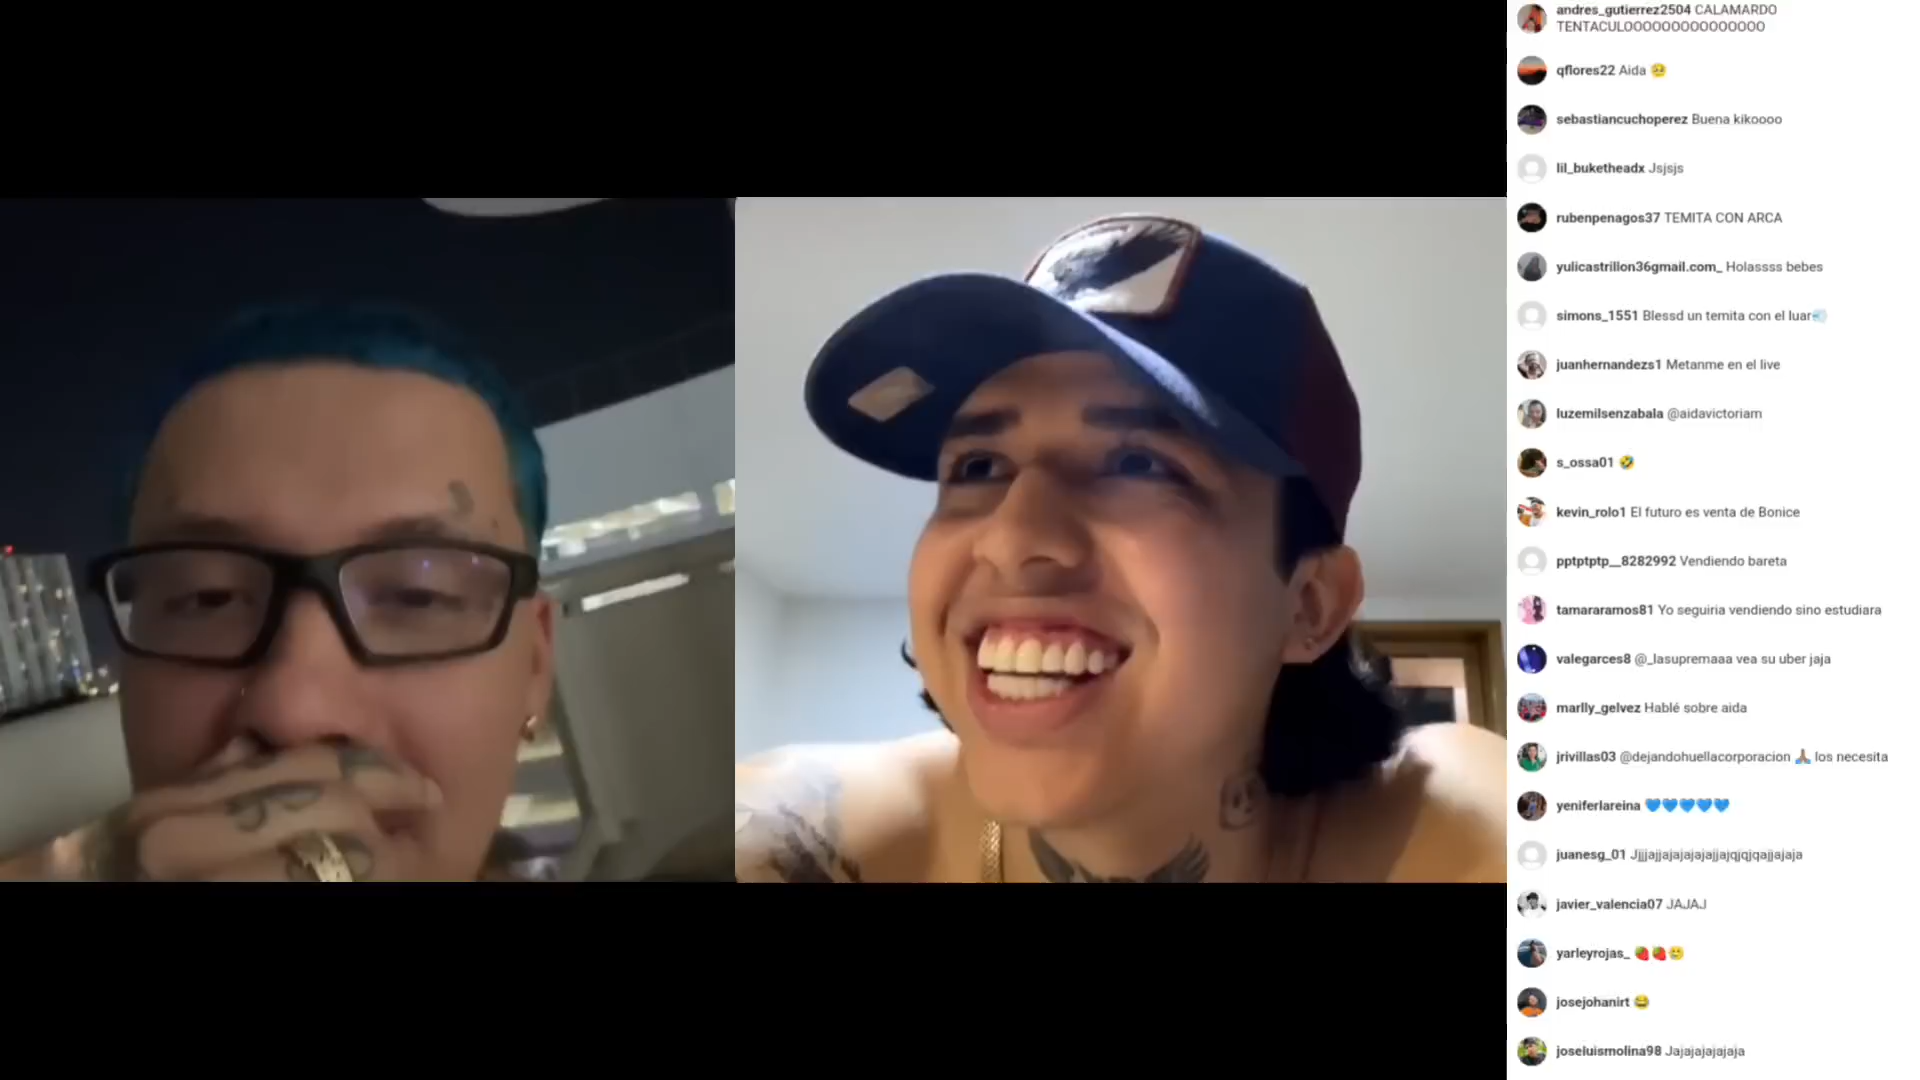 andres_gutierrez2504 CALAMARDO
TENTACULOOOOOOOOOOOOOOO
qflores22 Aida 🥹
sebastiancuchoperez Buena kikoooo
lil_buketheadx Jsjsjs
rubenpenagos37 TEMITA CON ARCA
yulicastrillon36gmail.com_ Holassss bebes
simons_1551 Blessd un temita con el luar💨
juanhernandezs1 Metanme en el live
luzemilsenzabala @aidavictoriam
s_ossa01 🤣
kevin_rolo1 El futuro es venta de Bonice
pptptptp__8282992 Vendiendo bareta
tamararamos81 Yo seguiria vendiendo sino estudiara
valegarces8 @_lasupremaaa vea su uber jaja
marlly_gelvez Hablé sobre aida
jrivillas03 @dejandohuellacorporacion 🙏🏽 los necesita
yeniferlareina 💙💙💙💙💙
juanesg_01 Jjjjajjajajajajajjajqjqjqajjajaja
javier_valencia07 JAJAJ
yarleyrojas_ 🍓🍓🥲
josejohanirt 😂
joseluismolina98 Jajajajajajaja